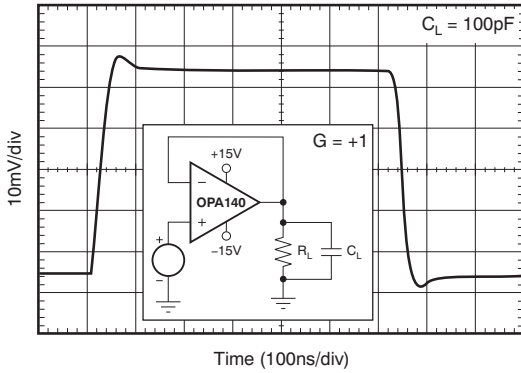 C_L = 100pF
10mV/div
G = +1
+15V
−
OPA140
+
−15V
+
−
R_L
C_L
Time (100ns/div)